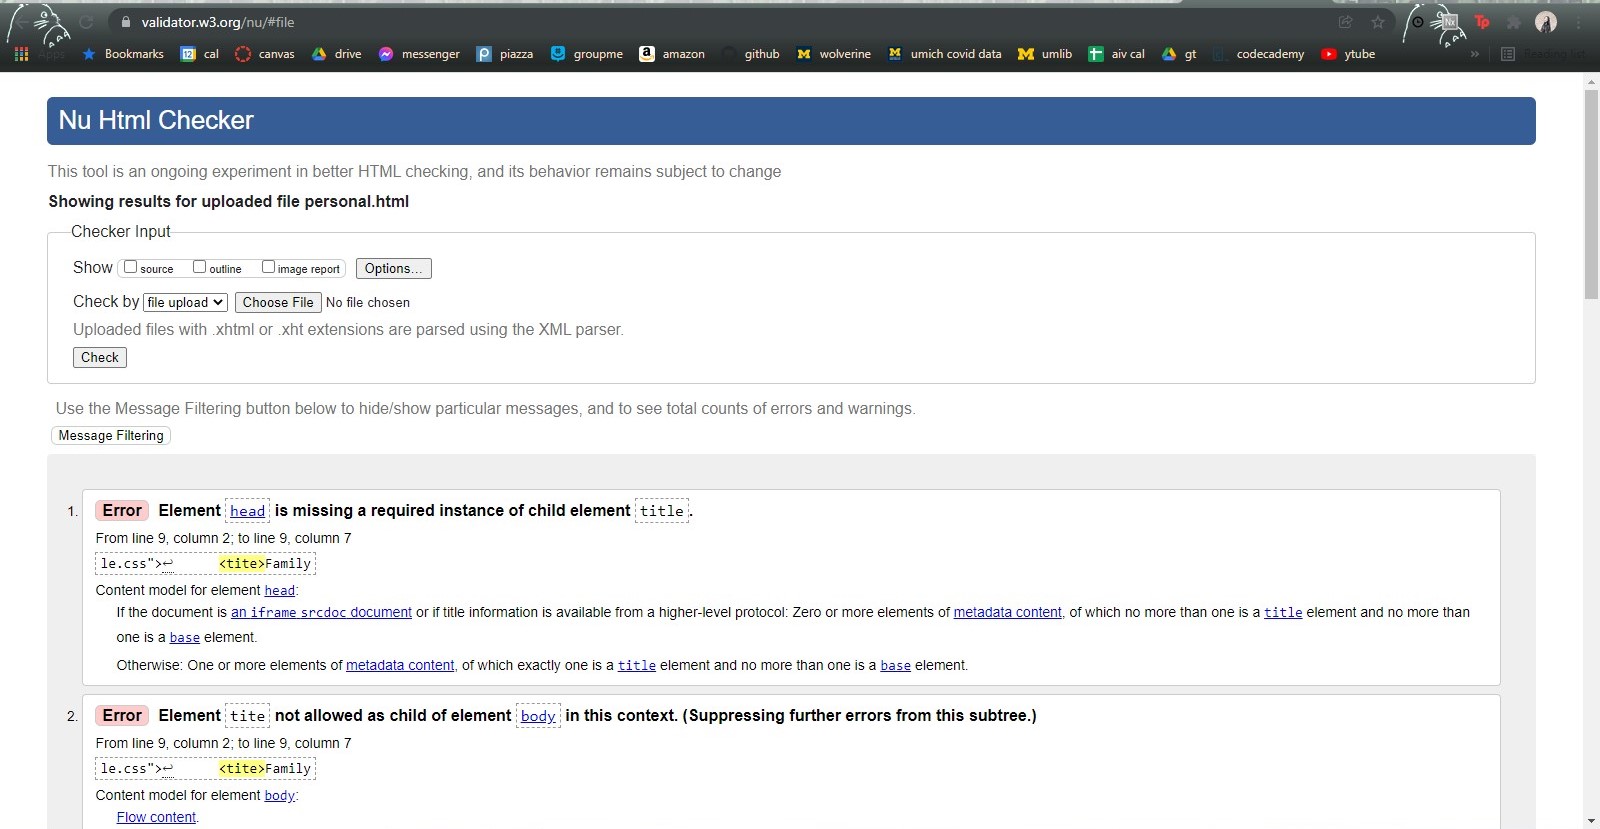 validator.w3.org/nu/#file
Nx
Tp
Apps Bookmarks 12 cal canvas drive messenger piazza groupme a amazon github M wolverine M umich covid data M umlib aiv cal gt codecademy ytube » Reading list
Nu Html Checker
This tool is an ongoing experiment in better HTML checking, and its behavior remains subject to change
Showing results for uploaded file personal.html
Checker Input
Show source outline image report Options...
Check by file upload Choose File No file chosen
Uploaded files with .xhtml or .xht extensions are parsed using the XML parser.
Check
Use the Message Filtering button below to hide/show particular messages, and to see total counts of errors and warnings.
Message Filtering
1. Error Element head is missing a required instance of child element title.
From line 9, column 2; to line 9, column 7
le.css">↩ <tite>Family
Content model for element head:
If the document is an iframe srcdoc document or if title information is available from a higher-level protocol: Zero or more elements of metadata content, of which no more than one is a title element and no more than
one is a base element.
Otherwise: One or more elements of metadata content, of which exactly one is a title element and no more than one is a base element.
2. Error Element tite not allowed as child of element body in this context. (Suppressing further errors from this subtree.)
From line 9, column 2; to line 9, column 7
le.css">↩ <tite>Family
Content model for element body:
Flow content.